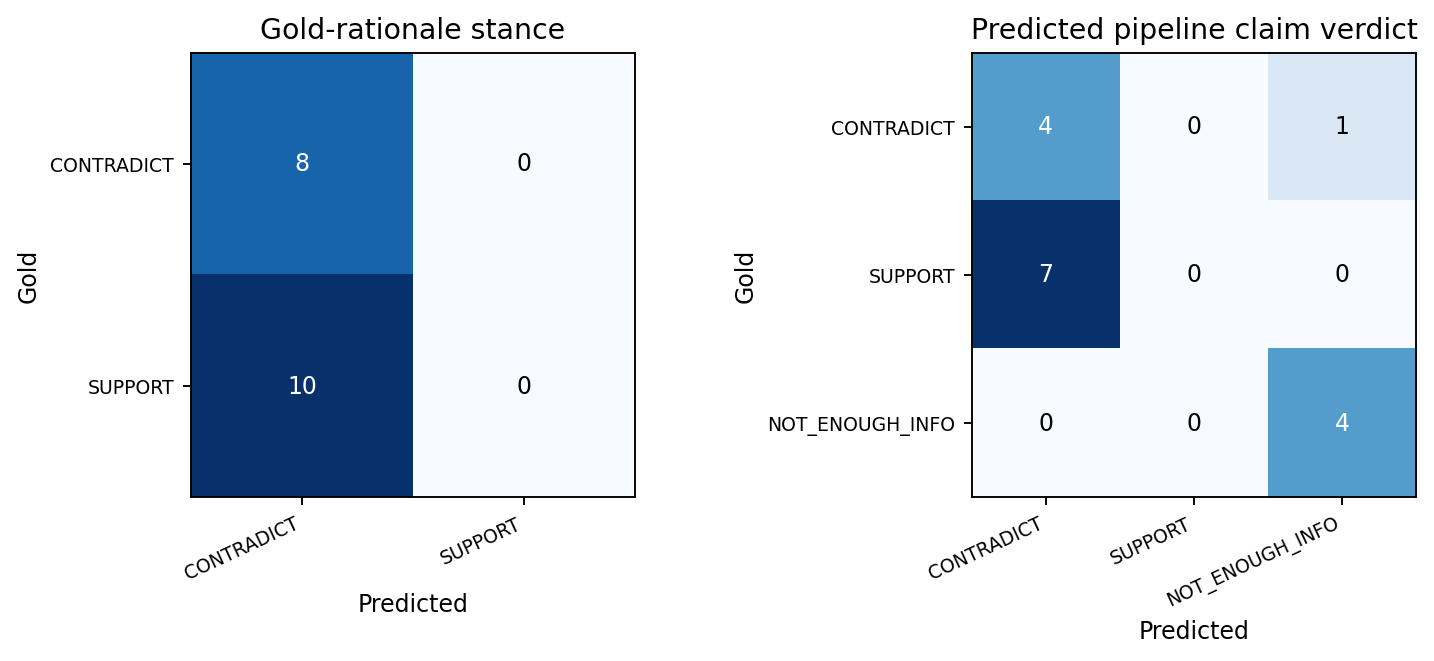 Gold-rationale stance
Gold
CONTRADICT
SUPPORT
8
0
10
0
CONTRADICT
SUPPORT
Predicted
Predicted pipeline claim verdict
Gold
CONTRADICT
SUPPORT
NOT_ENOUGH_INFO
4
0
1
7
0
0
0
0
4
CONTRADICT
SUPPORT
NOT_ENOUGH_INFO
Predicted